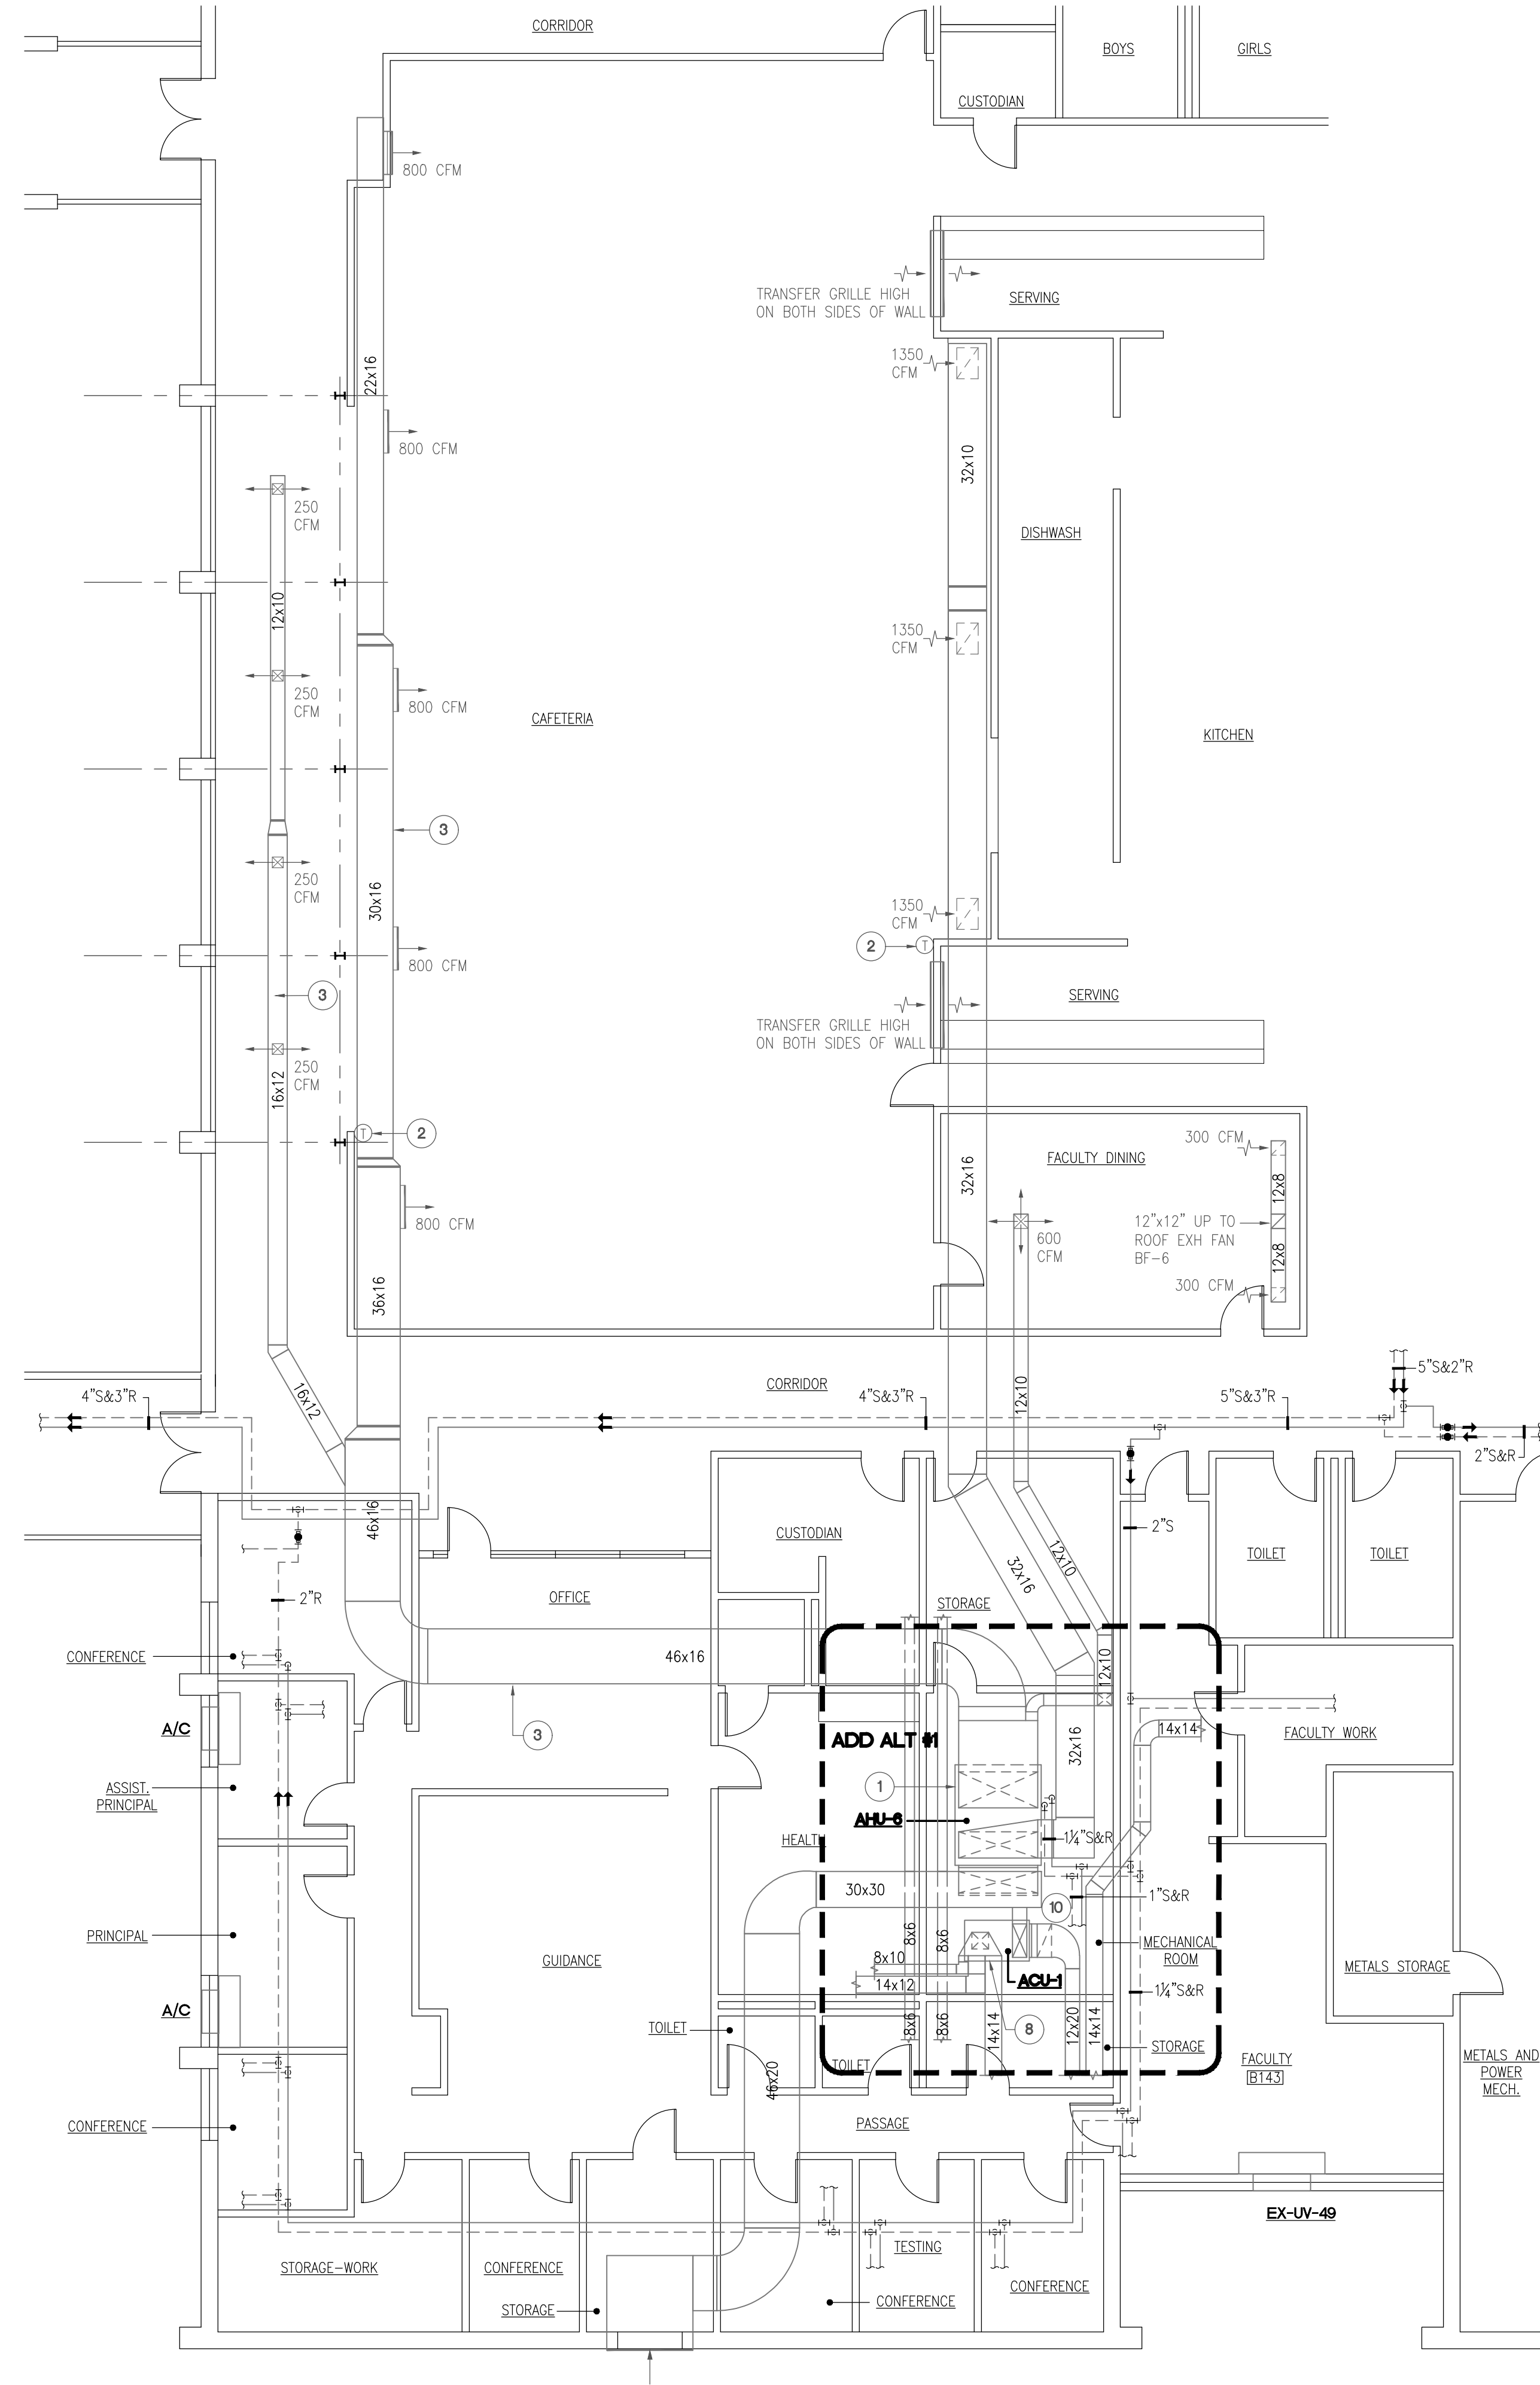 CORRIDOR
BOYS
GIRLS
CUSTODIAN
800 CFM
TRANSFER GRILLE HIGH
ON BOTH SIDES OF WALL
SERVING
1350
CFM
22x16
800 CFM
32x10
250
CFM
DISHWASH
12x10
1350
CFM
250
CFM
800 CFM
CAFETERIA
KITCHEN
3
250
CFM
30x16
1350
CFM
2
T
800 CFM
3
SERVING
TRANSFER GRILLE HIGH
ON BOTH SIDES OF WALL
250
CFM
16x12
T
2
300 CFM
FACULTY DINING
32x16
12x8
800 CFM
600
CFM
12"x12" UP TO
ROOF EXH FAN
BF-6
12x8
300 CFM
36x16
5"S&2"R
CORRIDOR
4"S&3"R
16x12
4"S&3"R
12x10
5"S&3"R
2"S&R
46x16
CUSTODIAN
2"S
TOILET
TOILET
12x10
32x16
2"R
OFFICE
STORAGE
CONFERENCE
46x16
12x10
A/C
3
ADD ALT #1
32x16
14x14
FACULTY WORK
ASSIST.
PRINCIPAL
1
AHU-6
HEALTH
1¼"S&R
30x30
1"S&R
10
PRINCIPAL
GUIDANCE
8x6
8x6
8x10
14x12
MECHANICAL
ROOM
METALS STORAGE
ACU-1
A/C
1¼"S&R
TOILET
8x6
8x6
14x14
8
12x20
14x14
STORAGE
TOILET
46x20
FACULTY
B143
METALS AND
POWER
MECH.
CONFERENCE
PASSAGE
EX-UV-49
STORAGE-WORK
CONFERENCE
TESTING
CONFERENCE
STORAGE
CONFERENCE